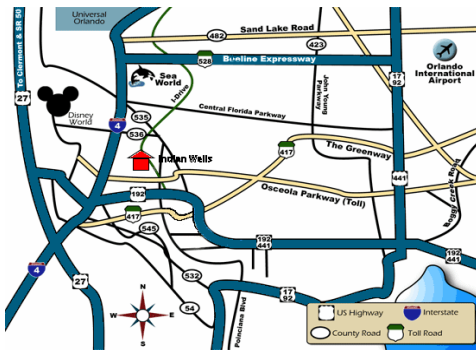 Universal
Orlando
Sand Lake Road
482
423
To Clermont & SR 50
528
Beeline Expressway
Orlando
International
Airport
Sea World
I-Drive
John Young
Parkway
17
92
27
Disney
World
535
Central Florida Parkway
4
536
Indian Wells
417
The Greenway
Osceola Parkway (Toll)
441
Boggy Creek Road
192
417
545
192
441
4
27
532
17
92
54
Poinciana Blvd
N
W
E
S
US Highway
Interstate
County Road
Toll Road